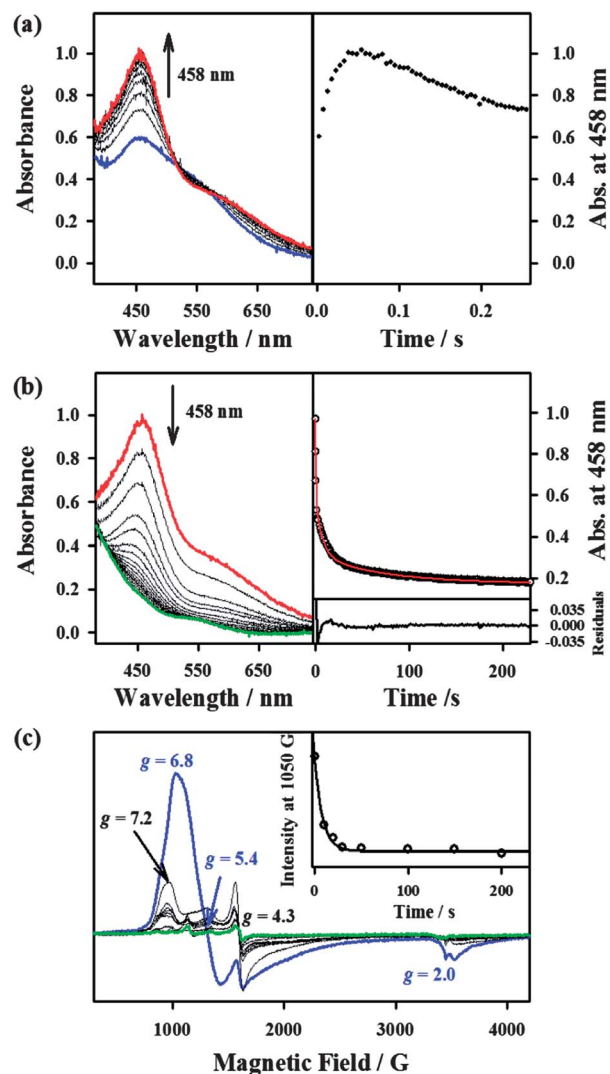 (a)
458 nm
Absorbance
1.0
0.8
0.6
0.4
0.2
0.0
450 550 650
Wavelength / nm
0.0 0.1 0.2
Time / s
1.0
0.8
0.6
0.4
0.2
0.0
Abs. at 458 nm
(b)
458 nm
Absorbance
1.0
0.8
0.6
0.4
0.2
0.0
450 550 650
Wavelength / nm
1.0
0.8
0.6
0.4
0.2
Abs. at 458 nm
0.035
0.000
-0.035
Residuals
0 100 200
Time /s
(c)
g = 6.8
g = 7.2
g = 5.4
g = 4.3
g = 2.0
Intensity at 1050 G
0 100 200
Time / s
1000 2000 3000 4000
Magnetic Field / G